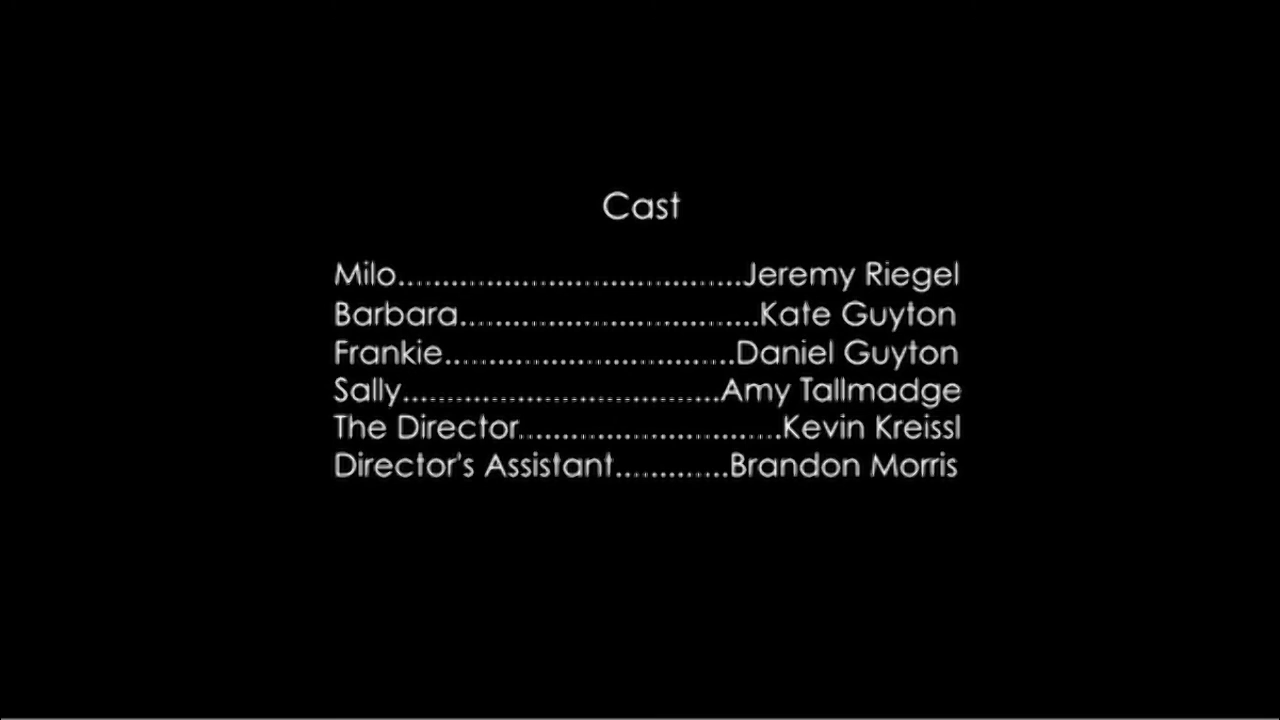 Cast
Milo......................................Jeremy Riegel
Barbara.................................Kate Guyton
Frankie................................Daniel Guyton
Sally...................................Amy Tallmadge
The Director.............................Kevin Kreissl
Director's Assistant.............Brandon Morris